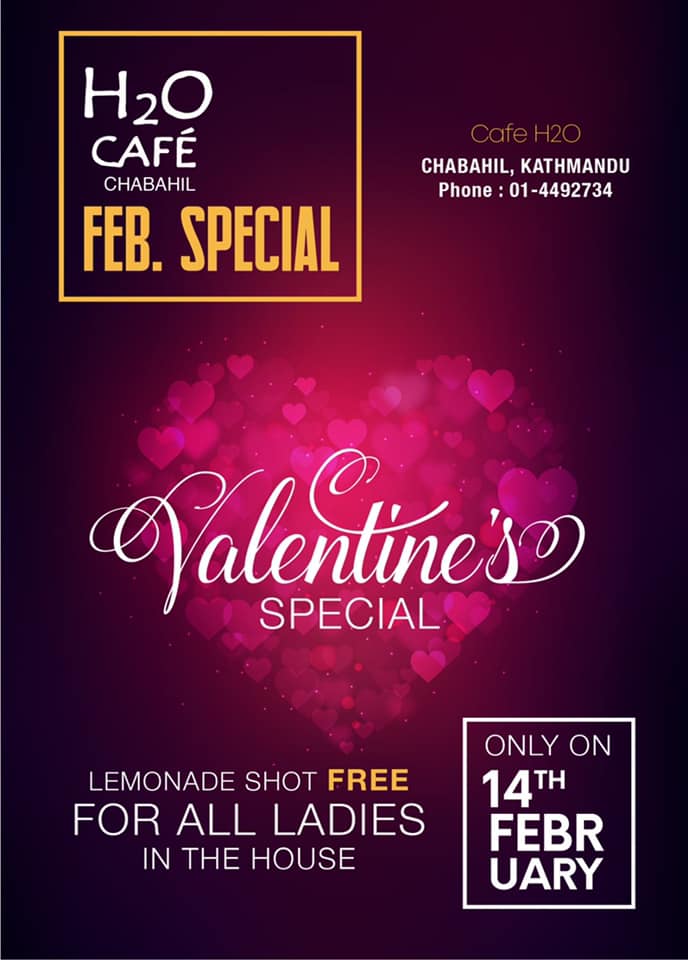 H2O
CAFÉ
CHABAHIL
FEB. SPECIAL
Cafe H2O
CHABAHIL, KATHMANDU
Phone : 01-4492734
Valentine's
SPECIAL
LEMONADE SHOT FREE
FOR ALL LADIES
IN THE HOUSE
ONLY ON
14TH
FEBR
UARY